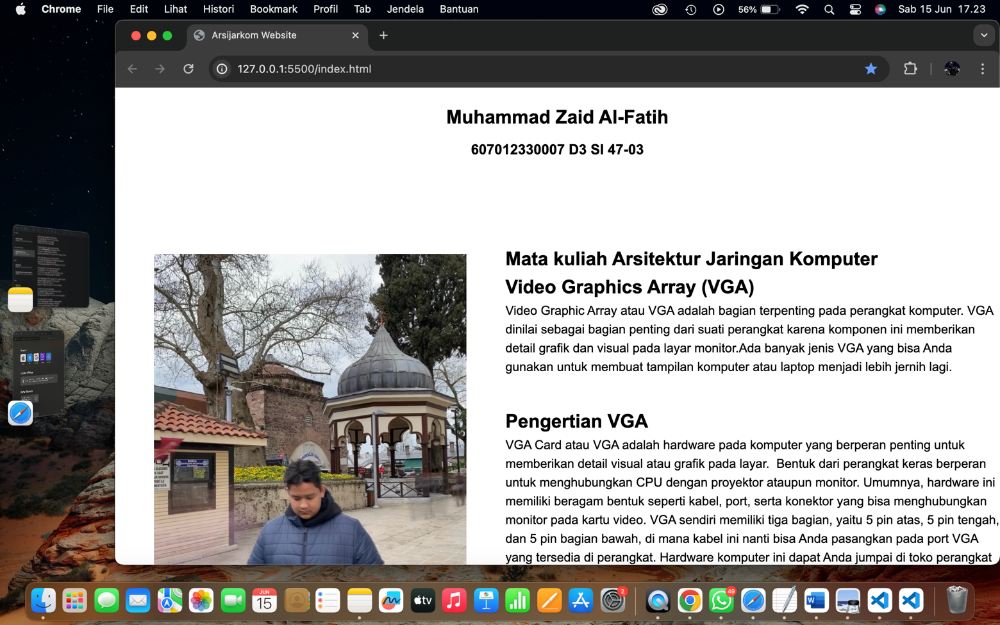 Chrome File Edit Lihat Histori Bookmark Profil Tab Jendela Bantuan 56% Sab 15 Jun 17.23
Arsijarkom Website
127.0.0.1:5500/index.html
Muhammad Zaid Al-Fatih
607012330007 D3 SI 47-03
Mata kuliah Arsitektur Jaringan Komputer
Video Graphics Array (VGA)
Video Graphic Array atau VGA adalah bagian terpenting pada perangkat komputer. VGA
dinilai sebagai bagian penting dari suati perangkat karena komponen ini memberikan
detail grafik dan visual pada layar monitor.Ada banyak jenis VGA yang bisa Anda
gunakan untuk membuat tampilan komputer atau laptop menjadi lebih jernih lagi.
Pengertian VGA
VGA Card atau VGA adalah hardware pada komputer yang berperan penting untuk
memberikan detail visual atau grafik pada layar.  Bentuk dari perangkat keras berperan
untuk menghubungkan CPU dengan proyektor ataupun monitor. Umumnya, hardware ini
memiliki beragam bentuk seperti kabel, port, serta konektor yang bisa menghubungkan
monitor pada kartu video. VGA sendiri memiliki tiga bagian, yaitu 5 pin atas, 5 pin tengah,
dan 5 pin bagian bawah, di mana kabel ini nanti bisa Anda pasangkan pada port VGA
yang tersedia di perangkat. Hardware komputer ini dapat Anda jumpai di toko perangkat
BURSA
JUN
15
tv
2
49
W